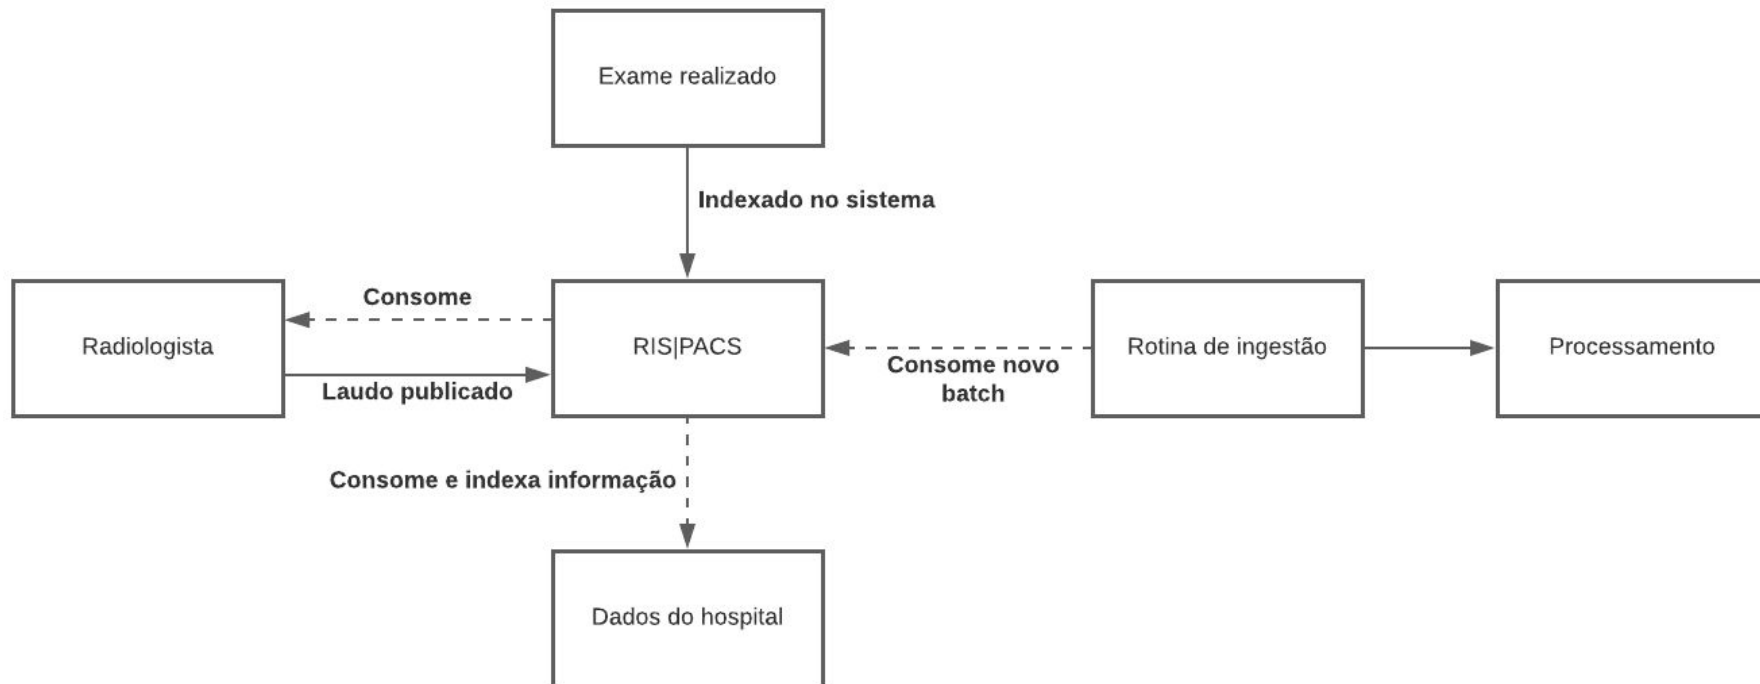 Exame realizado
Indexado no sistema
Consome
Radiologista
RIS|PACS
Rotina de ingestão
Processamento
Laudo publicado
Consome novo
batch
Consome e indexa informação
Dados do hospital